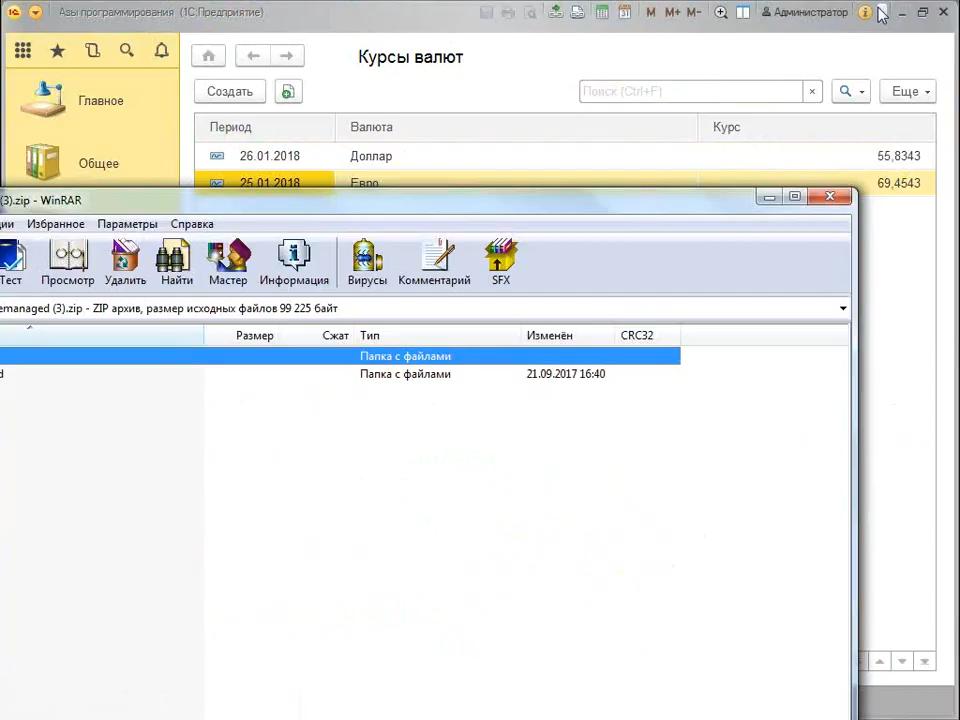 Азы программирования (1С:Предприятие)
M M+ M-
Администратор
Курсы валют
Главное
Создать
Поиск (Ctrl+F)
×
Еще
Период Валюта Курс
Общее
26.01.2018 Доллар 55,8343
25.01.2018 Евро 69,4543
(3).zip - WinRAR
ции Избранное Параметры Справка
Тест Просмотр Удалить Найти Мастер Информация Вирусы Комментарий SFX
emanaged (3).zip - ZIP архив, размер исходных файлов 99 225 байт
Размер Сжат Тип Изменён CRC32
Папка с файлами
d Папка с файлами 21.09.2017 16:40